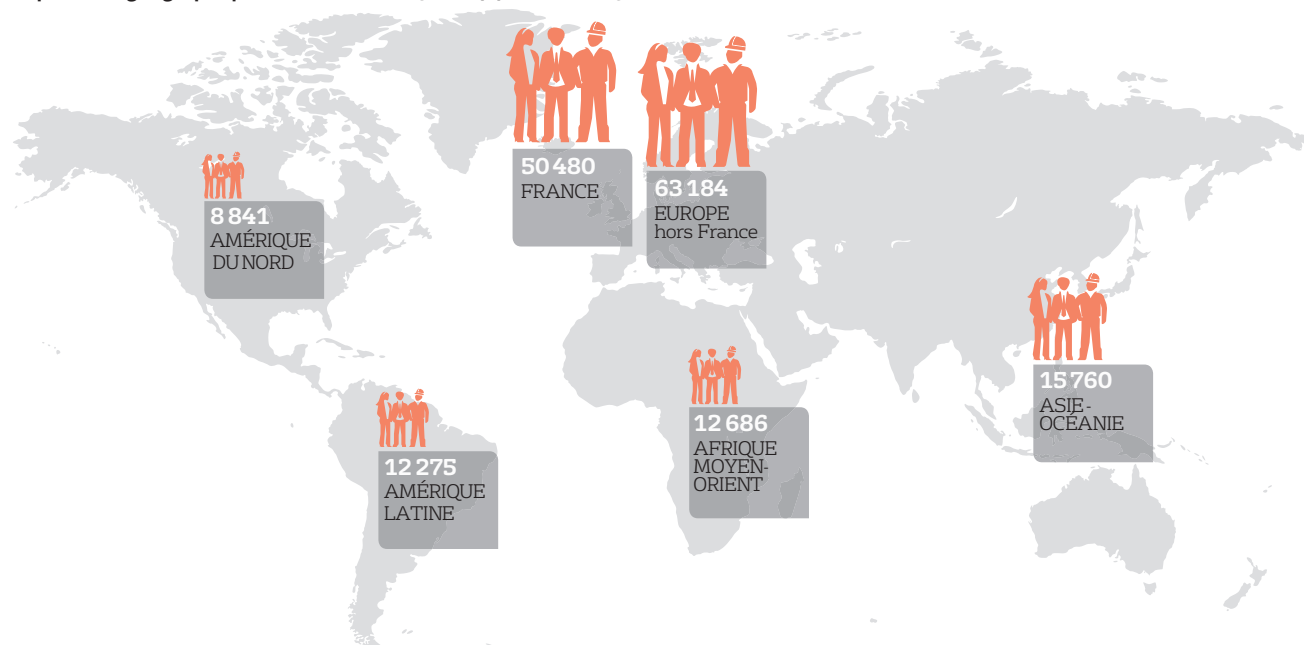 8 841
AMÉRIQUE
DU NORD
50 480
FRANCE
63 184
EUROPE
hors France
12 275
AMÉRIQUE
LATINE
12 686
AFRIQUE
MOYEN-
ORIENT
15 760
ASIE-
OCÉANIE